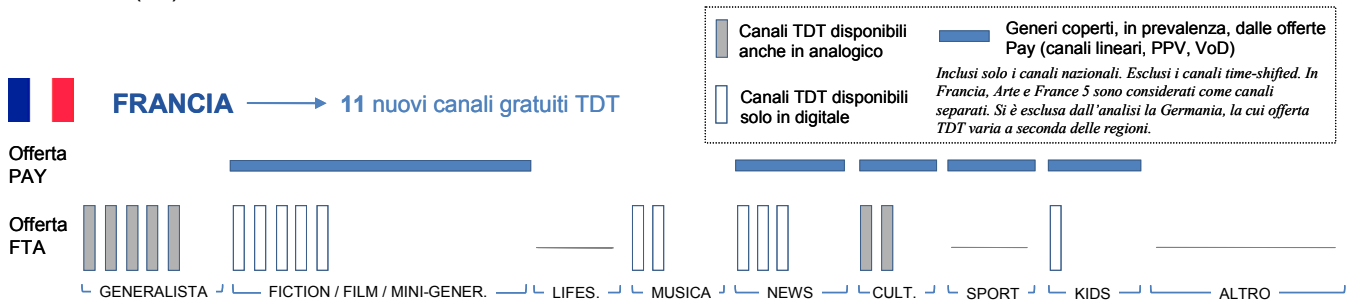 Canali TDT disponibili
anche in analogico
Generi coperti, in prevalenza, dalle offerte
Pay (canali lineari, PPV, VoD)
Canali TDT disponibili
solo in digitale
Inclusi solo i canali nazionali. Esclusi i canali time-shifted. In
Francia, Arte e France 5 sono considerati come canali
separati. Si è esclusa dall'analisi la Germania, la cui offerta
TDT varia a seconda delle regioni.
FRANCIA
11 nuovi canali gratuiti TDT
Offerta
PAY
Offerta
FTA
GENERALISTA
FICTION / FILM / MINI-GENER.
LIFES.
MUSICA
NEWS
CULT.
SPORT
KIDS
ALTRO